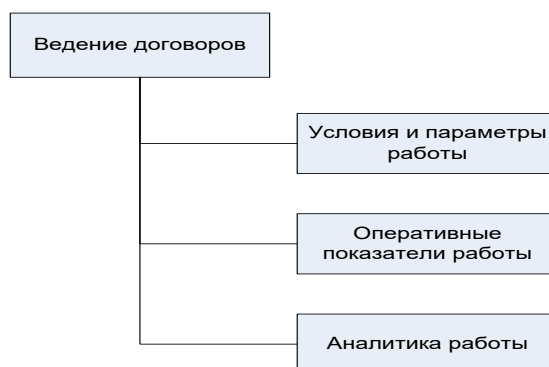 Ведение договоров
Условия и параметры
работы
Оперативные
показатели работы
Аналитика работы